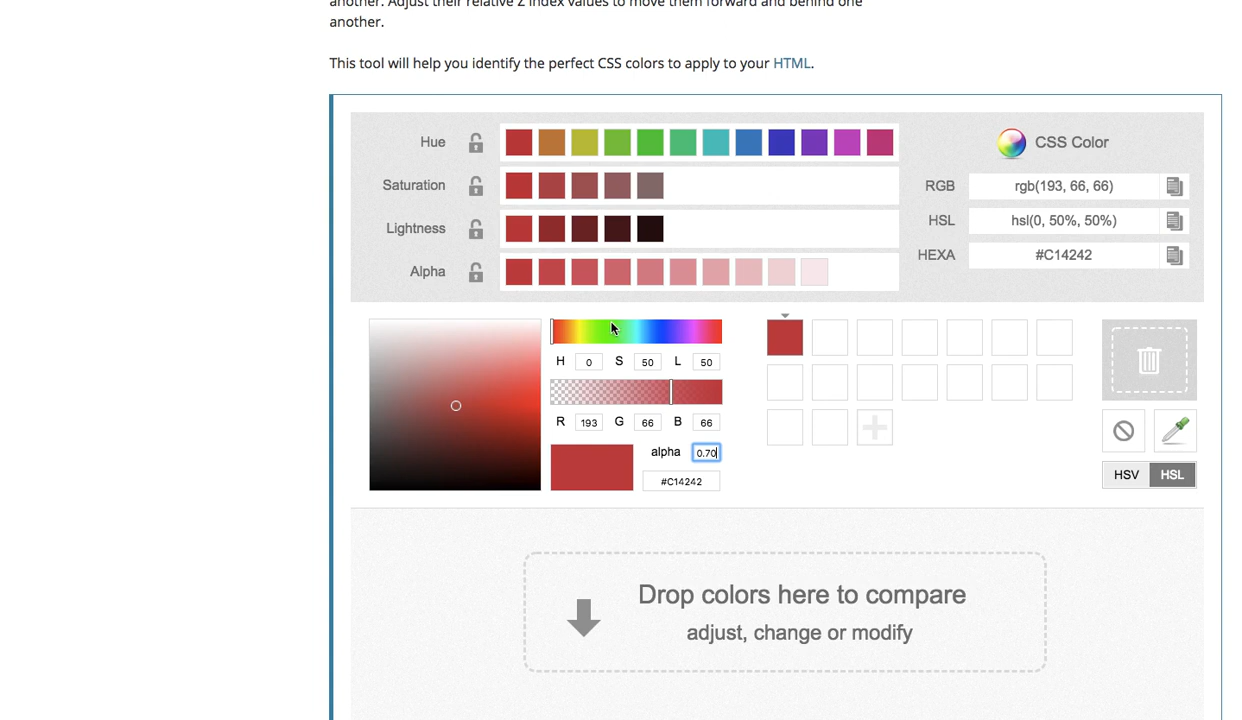 another. Adjust their relative Z index values to move them forward and behind one
another.
This tool will help you identify the perfect CSS colors to apply to your HTML.
Hue
CSS Color
Saturation
RGB rgb(193, 66, 66)
Lightness
HSL hsl(0, 50%, 50%)
Alpha
HEXA #C14242
H 0 S 50 L 50
R 193 G 66 B 66
alpha 0.70
#C14242
HSV HSL
Drop colors here to compare
adjust, change or modify